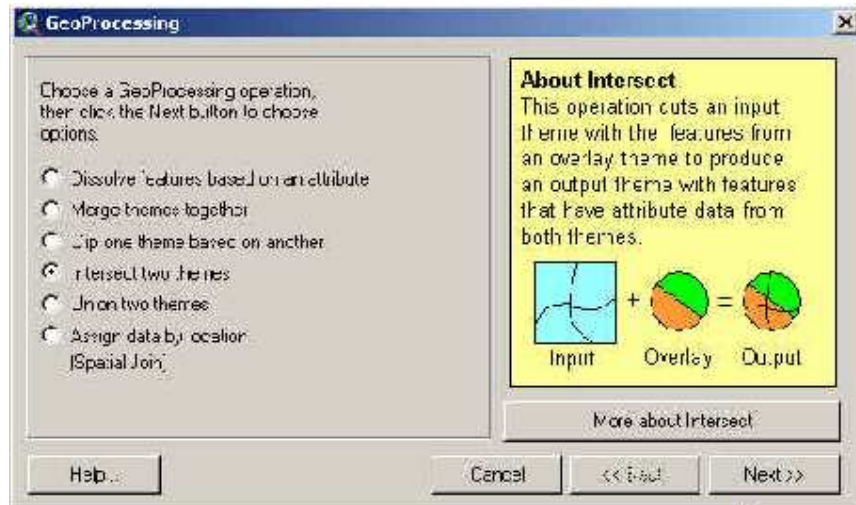 GeoProcessing
Choose a GeoProcessing operation,
then click the Next button to choose
options.
Dissolve features based on an attribute
Merge themes together
Clip one theme based on another
Intersect two themes
Union two themes
Assign data by location
(Spatial Join)
About Intersect
This operation cuts an input
theme with the features from
an overlay theme to produce
an output theme with features
that have attribute data from
both themes.
+ =
Input Overlay Output
More about Intersect
Help... Cancel << Back Next >>